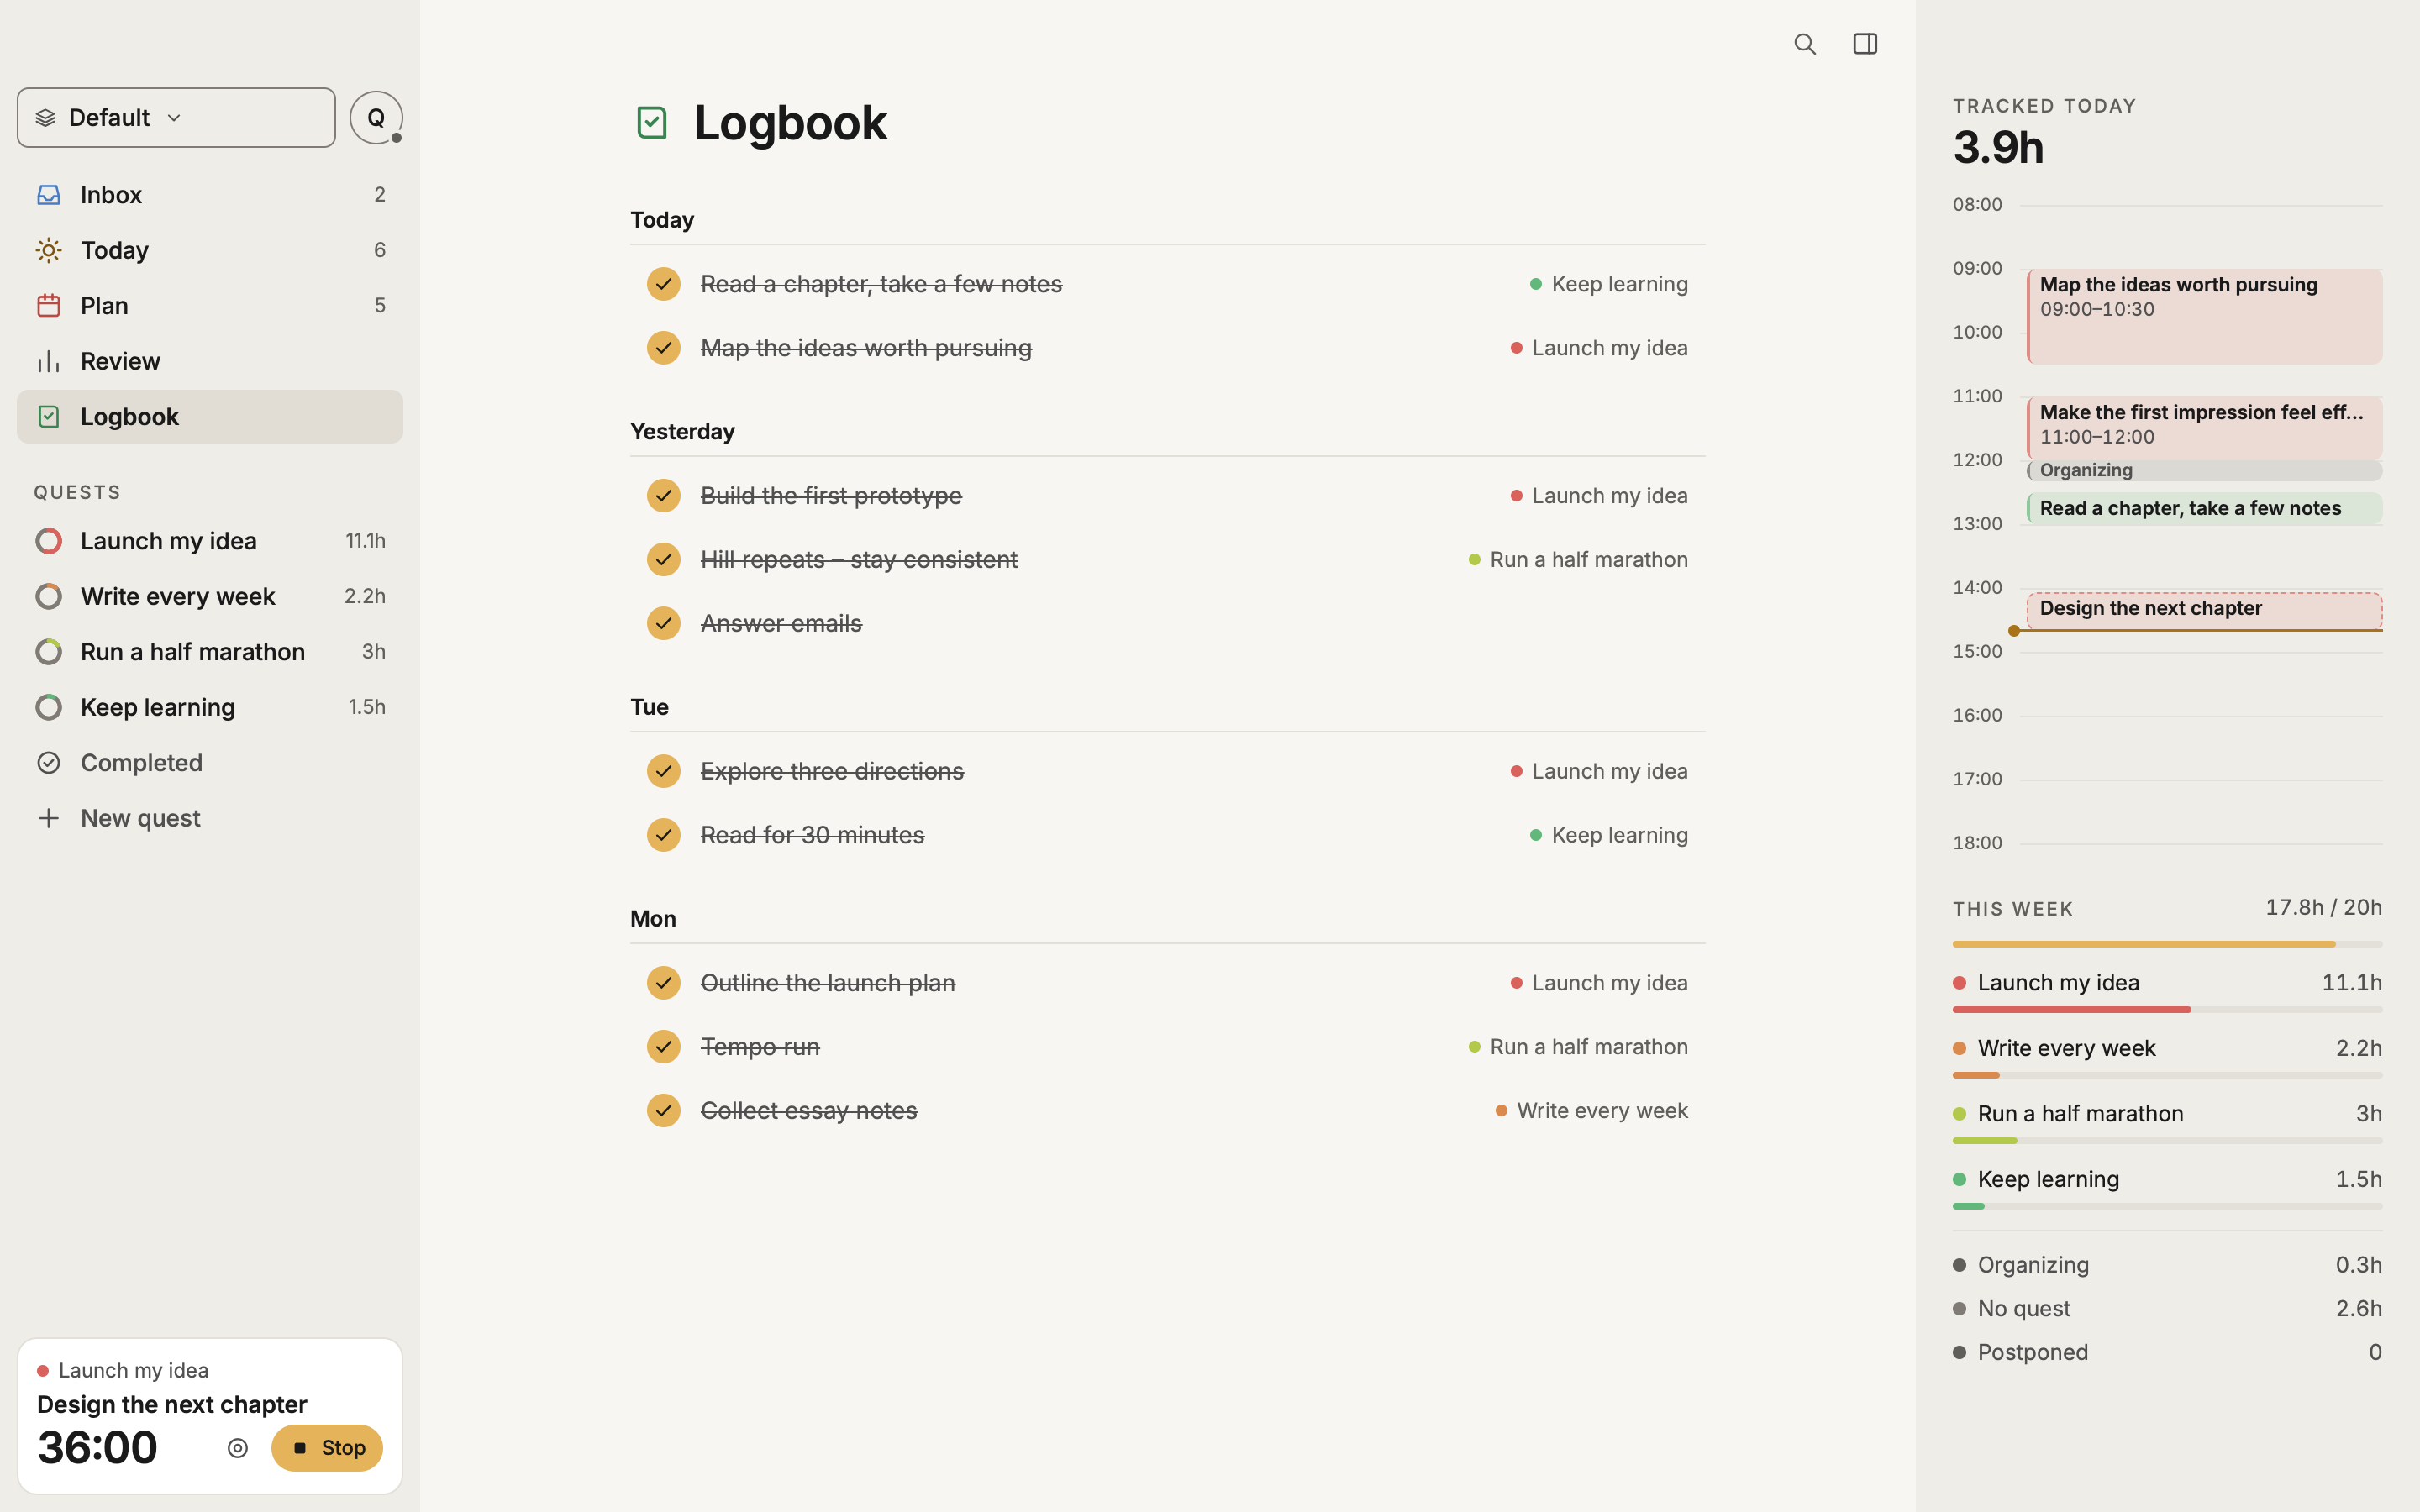 Default
Q
Inbox 2
Today 6
Plan 5
Review
Logbook
QUESTS
Launch my idea 11.1h
Write every week 2.2h
Run a half marathon 3h
Keep learning 1.5h
Completed
New quest
Launch my idea
Design the next chapter
36:00 Stop
Logbook
Today
Read a chapter, take a few notes Keep learning
Map the ideas worth pursuing Launch my idea
Yesterday
Build the first prototype Launch my idea
Hill repeats – stay consistent Run a half marathon
Answer emails
Tue
Explore three directions Launch my idea
Read for 30 minutes Keep learning
Mon
Outline the launch plan Launch my idea
Tempo run Run a half marathon
Collect essay notes Write every week
TRACKED TODAY
3.9h
08:00
09:00
Map the ideas worth pursuing
09:00–10:30
10:00
11:00
Make the first impression feel eff...
11:00–12:00
12:00
Organizing
Read a chapter, take a few notes
13:00
14:00
Design the next chapter
15:00
16:00
17:00
18:00
THIS WEEK 17.8h / 20h
Launch my idea 11.1h
Write every week 2.2h
Run a half marathon 3h
Keep learning 1.5h
Organizing 0.3h
No quest 2.6h
Postponed 0